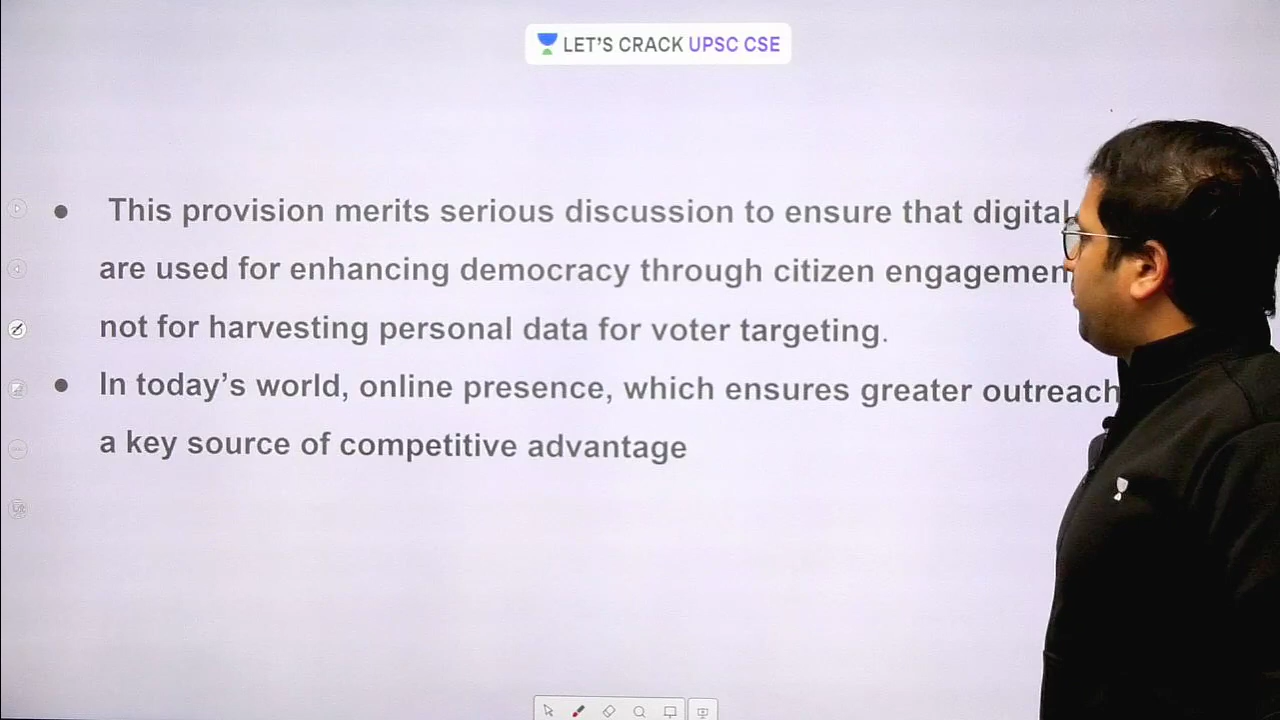 LET'S CRACK UPSC CSE
● This provision merits serious discussion to ensure that digital
are used for enhancing democracy through citizen engagemen
not for harvesting personal data for voter targeting.
● In today's world, online presence, which ensures greater outreach
a key source of competitive advantage